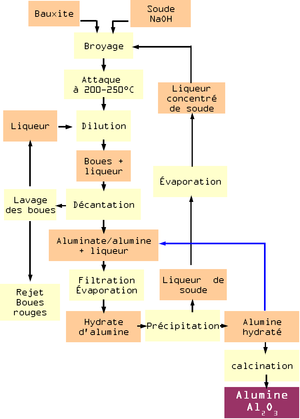 Bauxite
Soude
NaOH
Broyage
Attaque
à 200-250°C
Liqueur
concentré
de soude
Liqueur
Dilution
Boues +
liqueur
Évaporation
Lavage
des boues
Décantation
Aluminate/alumine
+ liqueur
Filtration
Évaporation
Liqueur de
soude
Rejet
Boues
rouges
Hydrate
d'alumine
Précipitation
Alumine
hydraté
calcination
Alumine
Al2O3